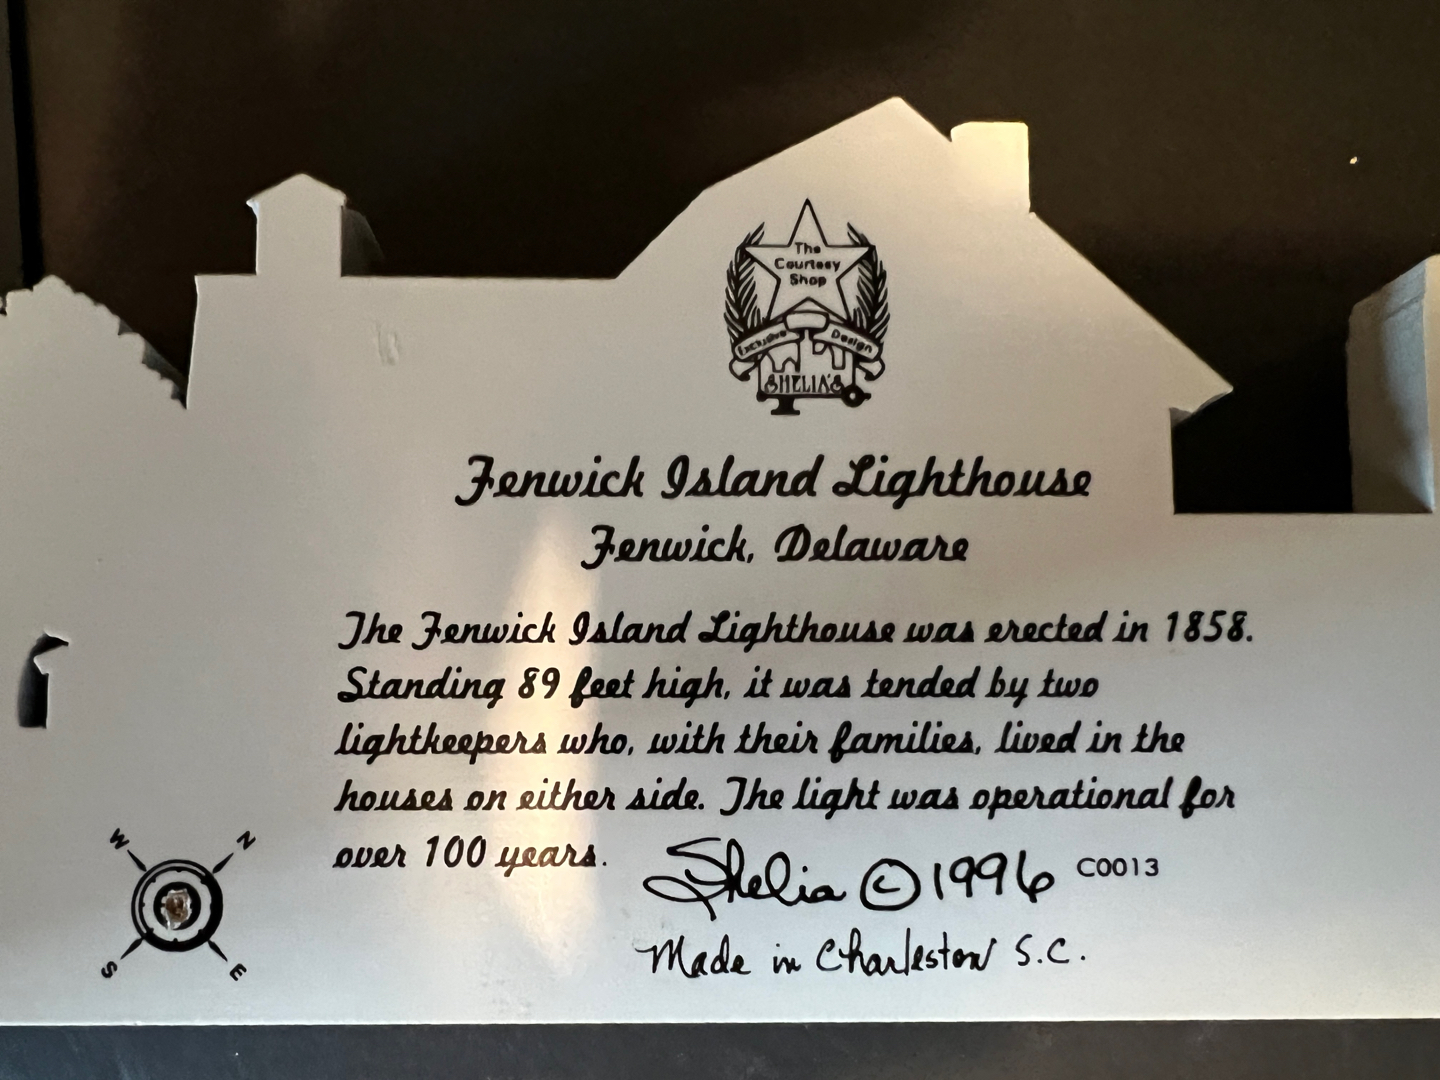 The
Courtesy
Shop
Exclusive Design
SHELIA'S
Fenwick Island Lighthouse
Fenwick, Delaware
The Fenwick Island Lighthouse was erected in 1858.
Standing 89 feet high, it was tended by two
lightkeepers who, with their families, lived in the
houses on either side. The light was operational for
over 100 years.
Shelia © 1996 C0013
Made in Charleston S.C.
W N
S E